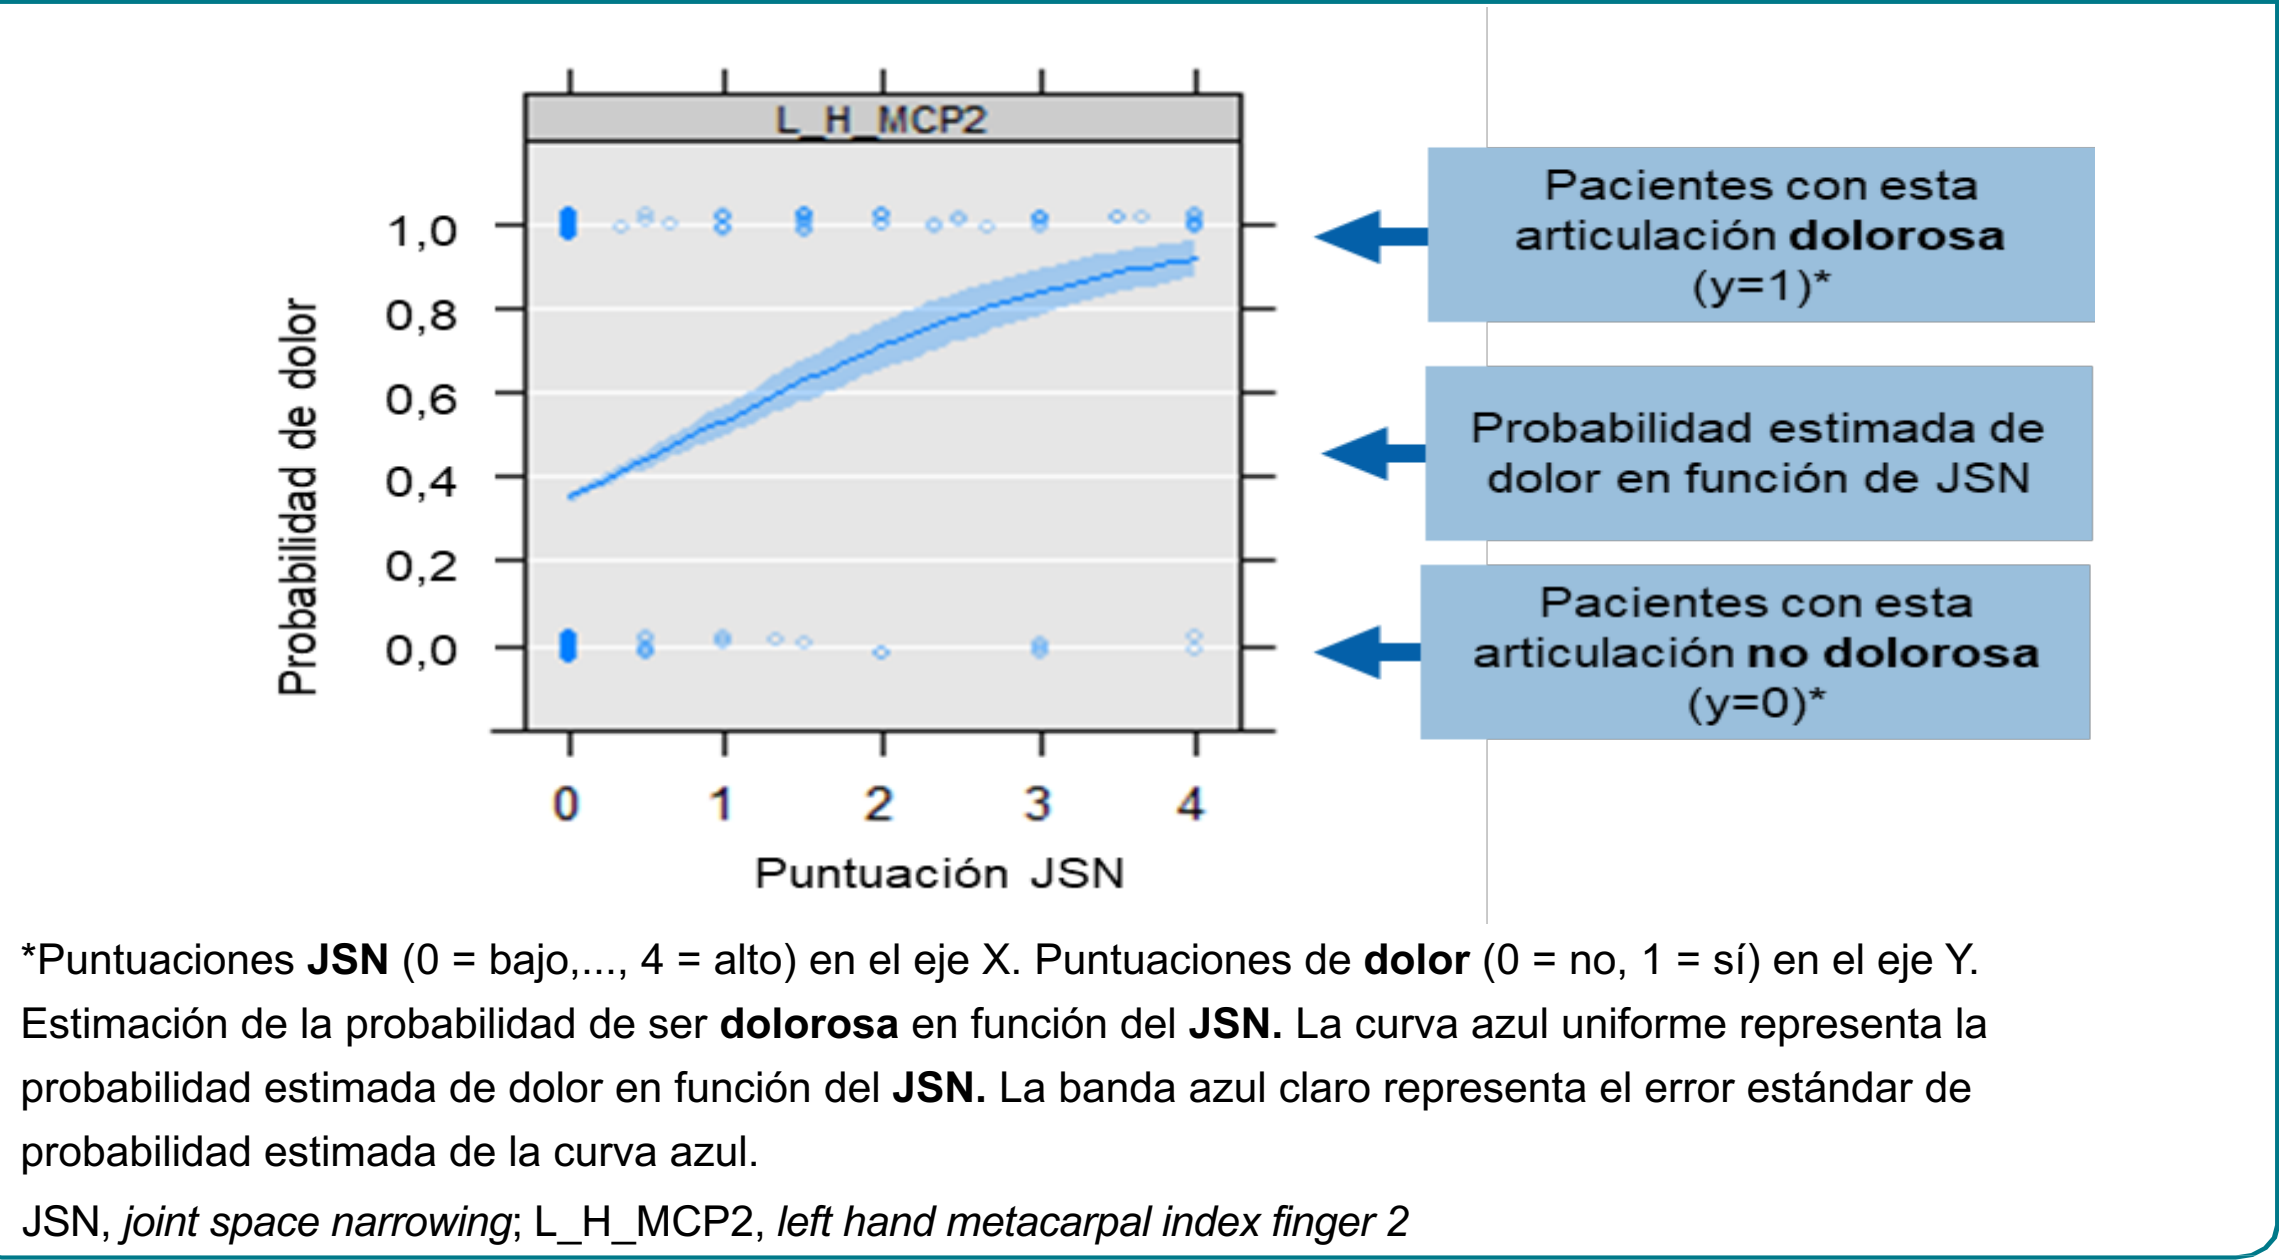 L_H_MCP2
1,0
0,8
0,6
0,4
0,2
0,0
Probabilidad de dolor
0 1 2 3 4
Puntuación JSN
Pacientes con esta
articulación dolorosa
(y=1)*
Probabilidad estimada de
dolor en función de JSN
Pacientes con esta
articulación no dolorosa
(y=0)*
*Puntuaciones JSN (0 = bajo,..., 4 = alto) en el eje X. Puntuaciones de dolor (0 = no, 1 = sí) en el eje Y.
Estimación de la probabilidad de ser dolorosa en función del JSN. La curva azul uniforme representa la
probabilidad estimada de dolor en función del JSN. La banda azul claro representa el error estándar de
probabilidad estimada de la curva azul.
JSN, joint space narrowing; L_H_MCP2, left hand metacarpal index finger 2